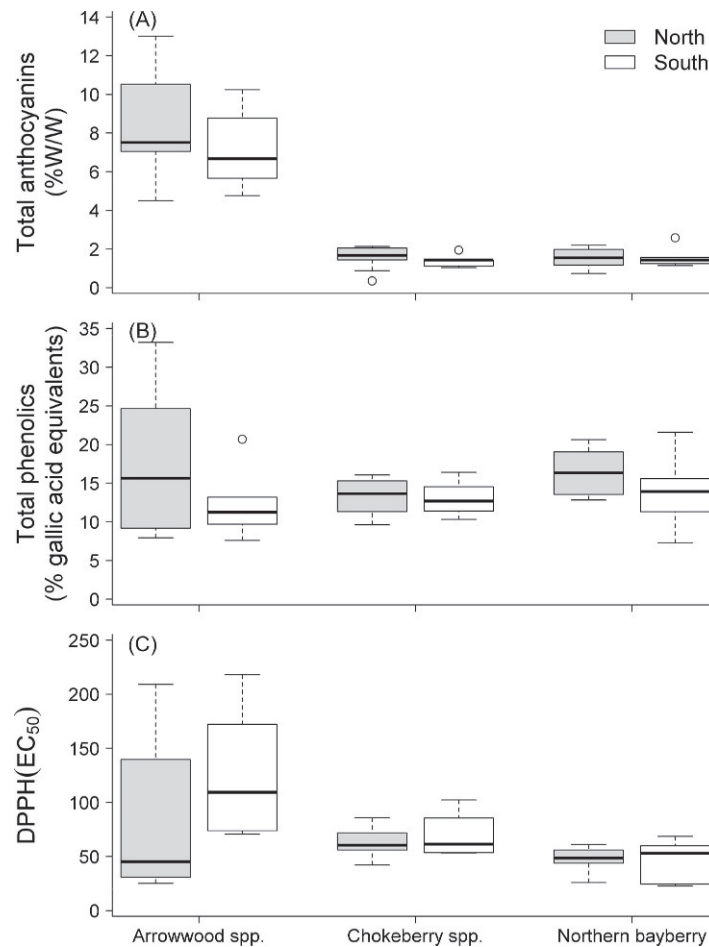 (A)
North
South
14
12
10
8
6
4
2
0
Total anthocyanins
(%W/W)
(B)
35
30
25
20
15
10
5
0
Total phenolics
(% gallic acid equivalents)
(C)
250
200
150
100
50
0
DPPH(EC50)
Arrowwood spp. Chokeberry spp. Northern bayberry